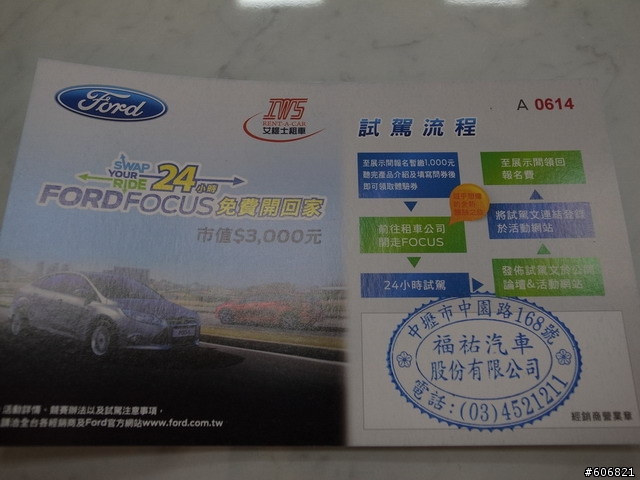 Ford
IWS
RENT-A-CAR
艾維士租車
A 0614
試駕流程
SWAP
YOUR
RIDE
24小時
FORDFOCUS 免費開回家
市值$3,000元
至展示間報名暫繳1,000元
聽完產品介紹及填寫問券後
即可領取體驗券
前往租車公司
開走FOCUS
24小時試駕
發佈試駕文於公開
論壇&活動網站
將試駕文連結登錄
於活動網站
至展示間領回
報名費
中壢市中園路168號
福祐汽車
股份有限公司
電話:(03)4521211
經銷商營業章
活動詳情、競賽辦法以及試駕注意事項,
請洽全台各經銷商及Ford官方網站www.ford.com.tw
#606821